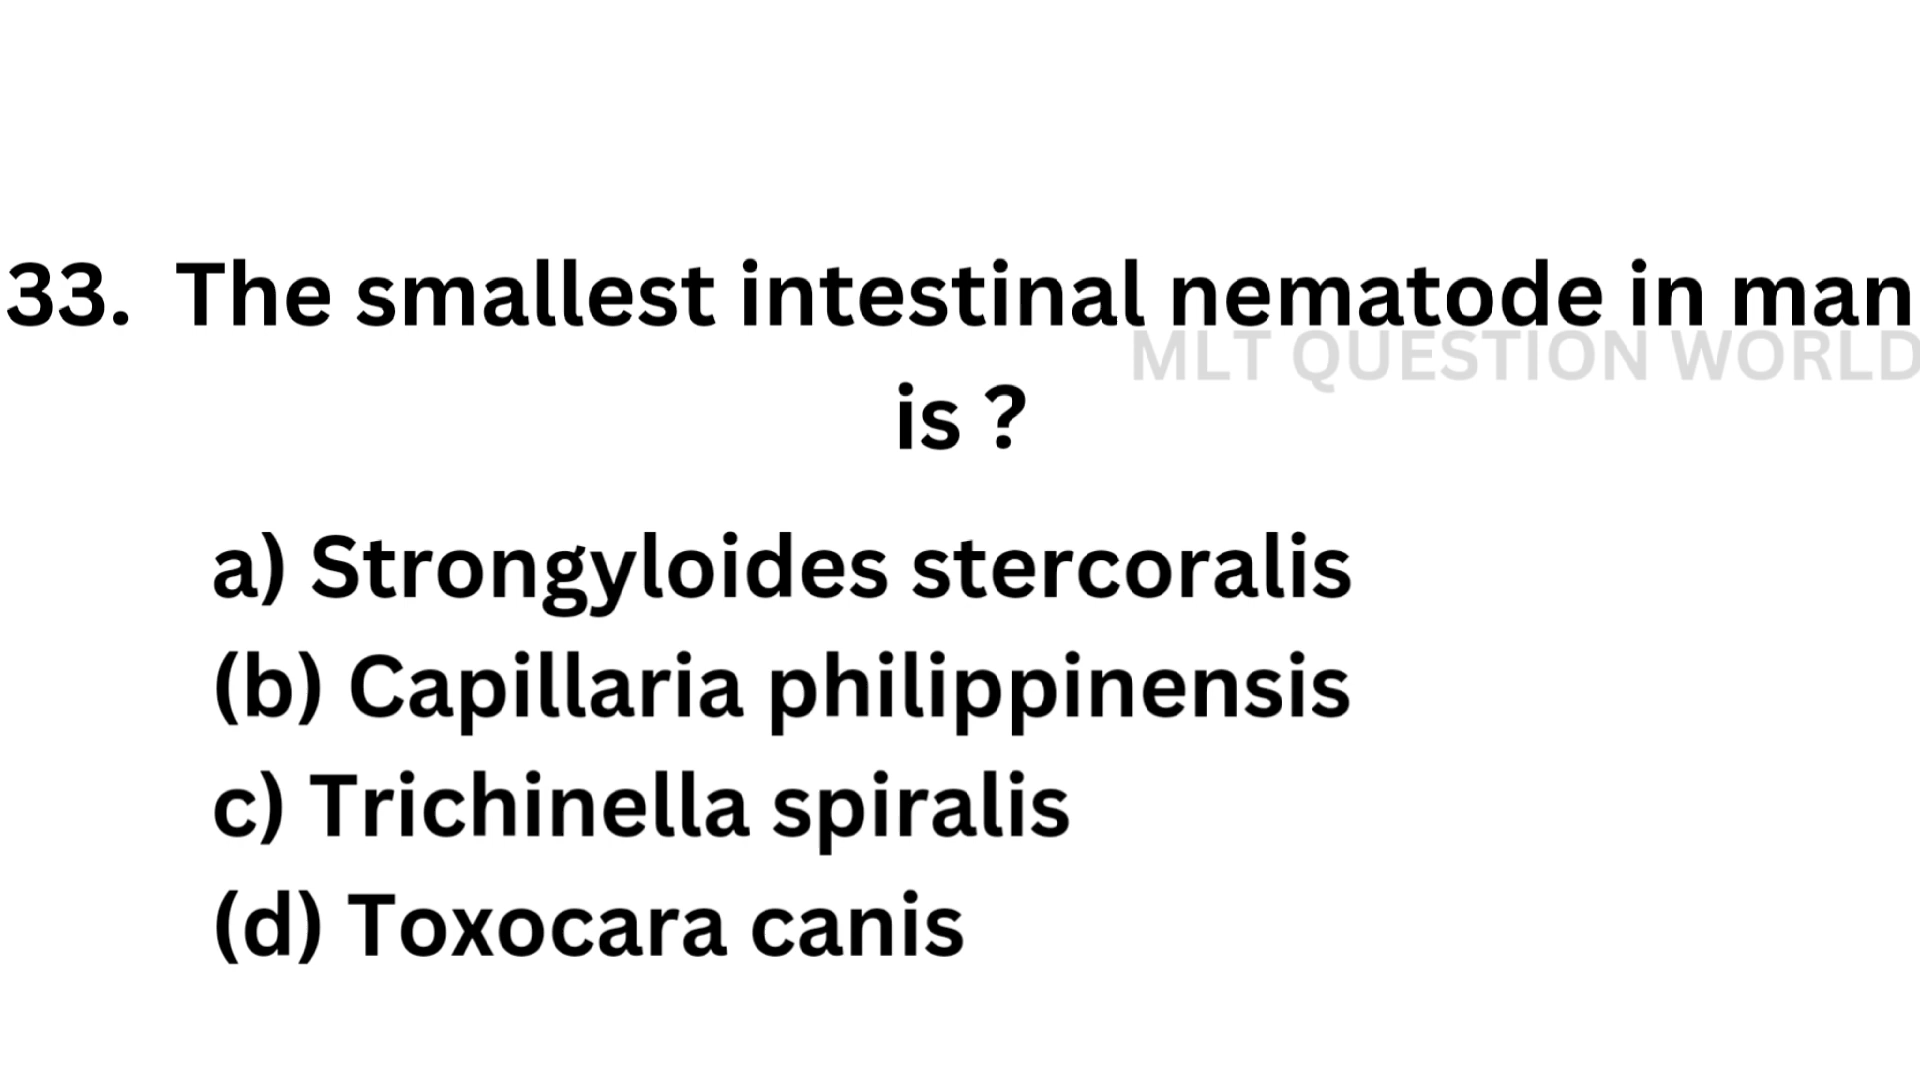 33. The smallest intestinal nematode in man
MLT QUESTION WORLD
is ?
a) Strongyloides stercoralis
(b) Capillaria philippinensis
c) Trichinella spiralis
(d) Toxocara canis